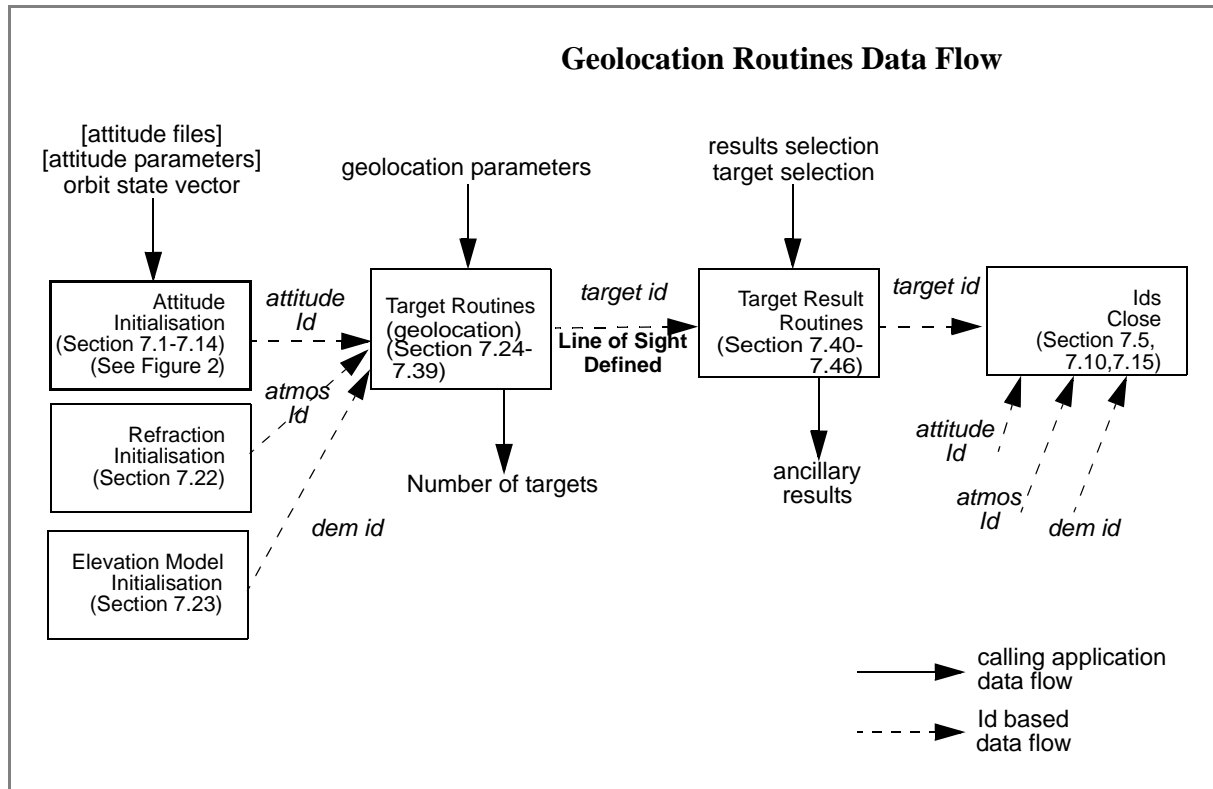 Geolocation Routines Data Flow
[attitude files]
[attitude parameters]
orbit state vector
geolocation parameters
results selection
target selection
Attitude
Initialisation
(Section 7.1-7.14)
(See Figure 2)
attitude
Id
Target Routines
(geolocation)
(Section 7.24-
7.39)
target id
Line of Sight
Defined
Target Result
Routines
(Section 7.40-
7.46)
target id
Ids
Close
(Section 7.5,
7.10,7.15)
atmos
Id
Refraction
Initialisation
(Section 7.22)
Number of targets
ancillary
results
attitude
Id
atmos
Id
dem id
dem id
Elevation Model
Initialisation
(Section 7.23)
calling application
data flow
Id based
data flow